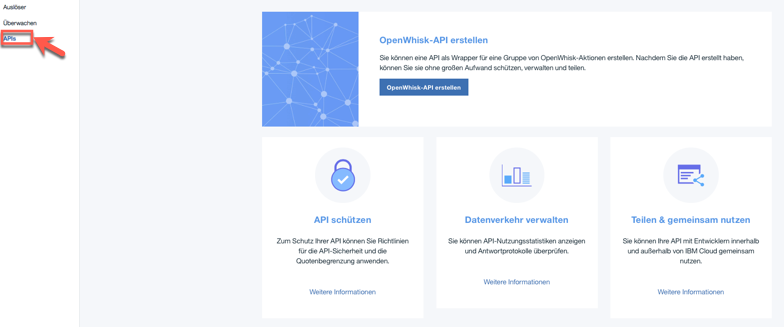 Auslöser
Überwachen
APIs
OpenWhisk-API erstellen
Sie können eine API als Wrapper für eine Gruppe von OpenWhisk-Aktionen erstellen. Nachdem Sie die API erstellt haben,
können Sie sie ohne großen Aufwand schützen, verwalten und teilen.
OpenWhisk-API erstellen
API schützen
Zum Schutz Ihrer API können Sie Richtlinien
für die API-Sicherheit und die
Quotenbegrenzung anwenden.
Weitere Informationen
Datenverkehr verwalten
Sie können API-Nutzungsstatistiken anzeigen
und Antwortprotokolle überprüfen.
Weitere Informationen
Teilen & gemeinsam nutzen
Sie können Ihre API mit Entwicklern innerhalb
und außerhalb von IBM Cloud gemeinsam
nutzen.
Weitere Informationen